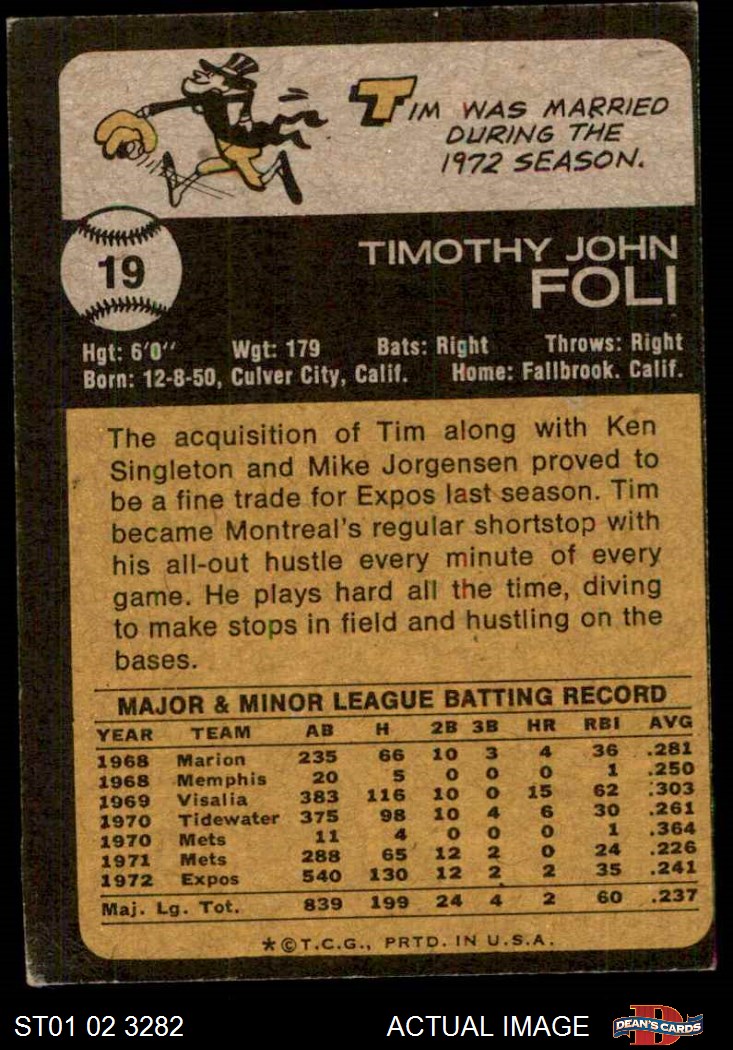 TIM WAS MARRIED
DURING THE
1972 SEASON.
19
TIMOTHY JOHN
FOLI
Hgt: 6'0" Wgt: 179 Bats: Right Throws: Right
Born: 12-8-50, Culver City, Calif. Home: Fallbrook. Calif.
The acquisition of Tim along with Ken
Singleton and Mike Jorgensen proved to
be a fine trade for Expos last season. Tim
became Montreal's regular shortstop with
his all-out hustle every minute of every
game. He plays hard all the time, diving
to make stops in field and hustling on the
bases.
MAJOR & MINOR LEAGUE BATTING RECORD
YEAR TEAM AB H 2B 3B HR RBI AVG
1968 Marion 235 66 10 3 4 36 .281
1968 Memphis 20 5 0 0 0 1 .250
1969 Visalia 383 116 10 0 15 62 .303
1970 Tidewater 375 98 10 4 6 30 .261
1970 Mets 11 4 0 0 0 1 .364
1971 Mets 288 65 12 2 0 24 .226
1972 Expos 540 130 12 2 2 35 .241
Maj. Lg. Tot. 839 199 24 4 2 60 .237
*©T.C.G., PRTD. IN U.S.A.
ST01 02 3282 ACTUAL IMAGE D DEAN'S CARDS